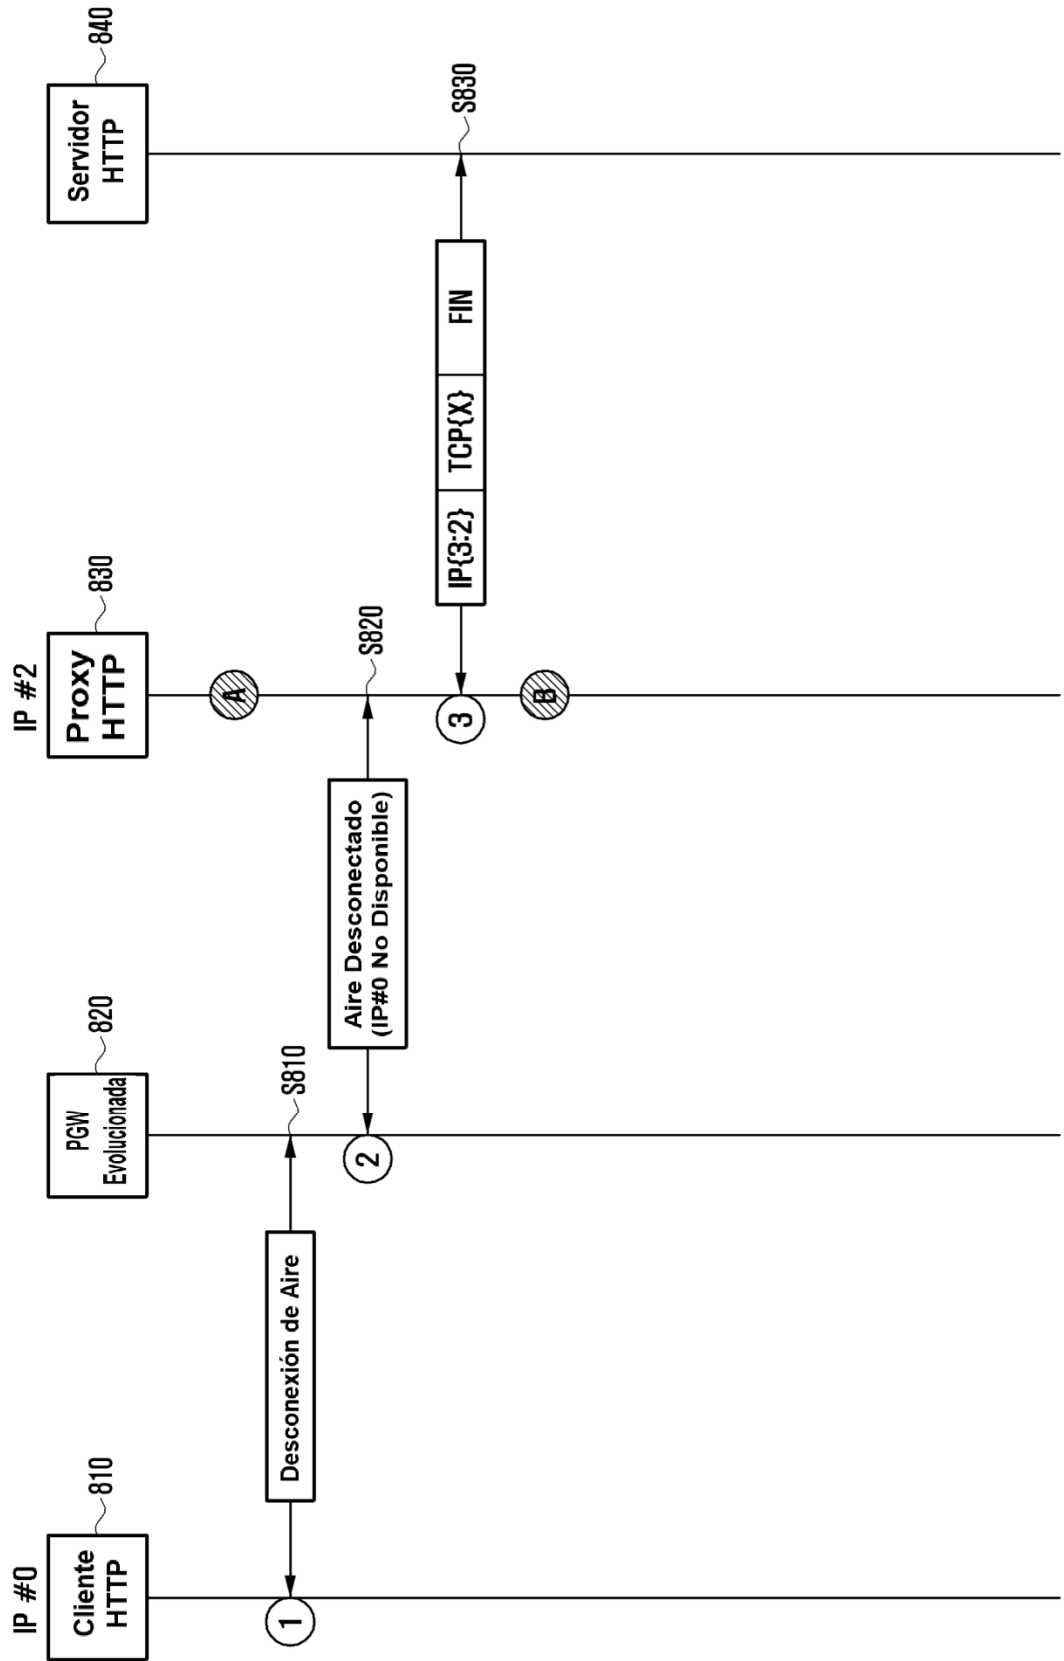 IP #0
Cliente
HTTP
810
PGW
Evolucionada
820
IP #2
Proxy
HTTP
830
Servidor
HTTP
840
A
1
Desconexión de Aire
S810
2
Aire Desconectado
(IP#0 No Disponible)
S820
3
IP{3:2}
TCP{X}
FIN
S830
B